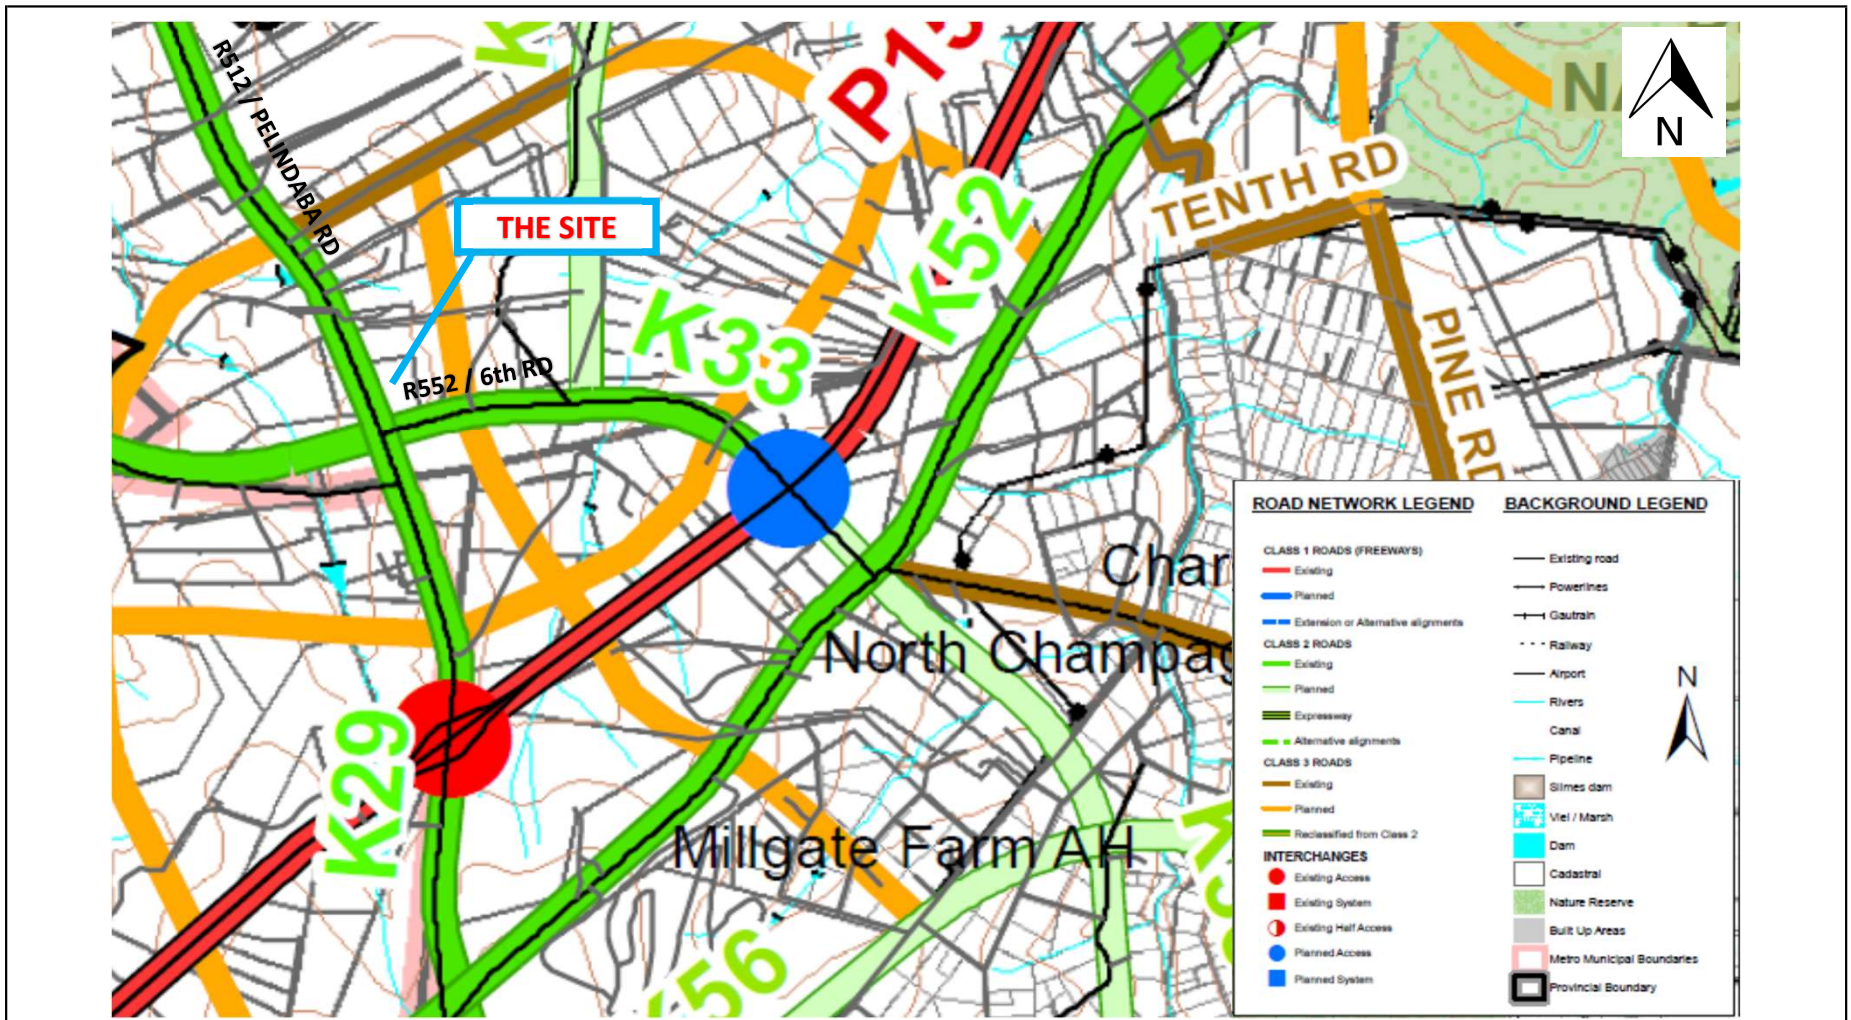 R512 / PELINDABA RD
P15
N
THE SITE
TENTH RD
K52
K33
PINE RD
R552 / 6th RD
North Champag
K29
Millgate Farm AH
K56
ROAD NETWORK LEGEND
CLASS 1 ROADS (FREEWAYS)
Existing
Planned
Extension or Alternative alignments
CLASS 2 ROADS
Existing
Planned
Expressway
Alternative alignments
CLASS 3 ROADS
Existing
Planned
Reclassified from Class 2
INTERCHANGES
Existing Access
Existing System
Existing Half Access
Planned Access
Planned System
BACKGROUND LEGEND
Existing road
Powerlines
Gautrain
Railway
Airport
Rivers
Canal
Pipeline
Slimes dam
Vlei / Marsh
Dam
Cadastral
Nature Reserve
Built Up Areas
Metro Municipal Boundaries
Provincial Boundary
N